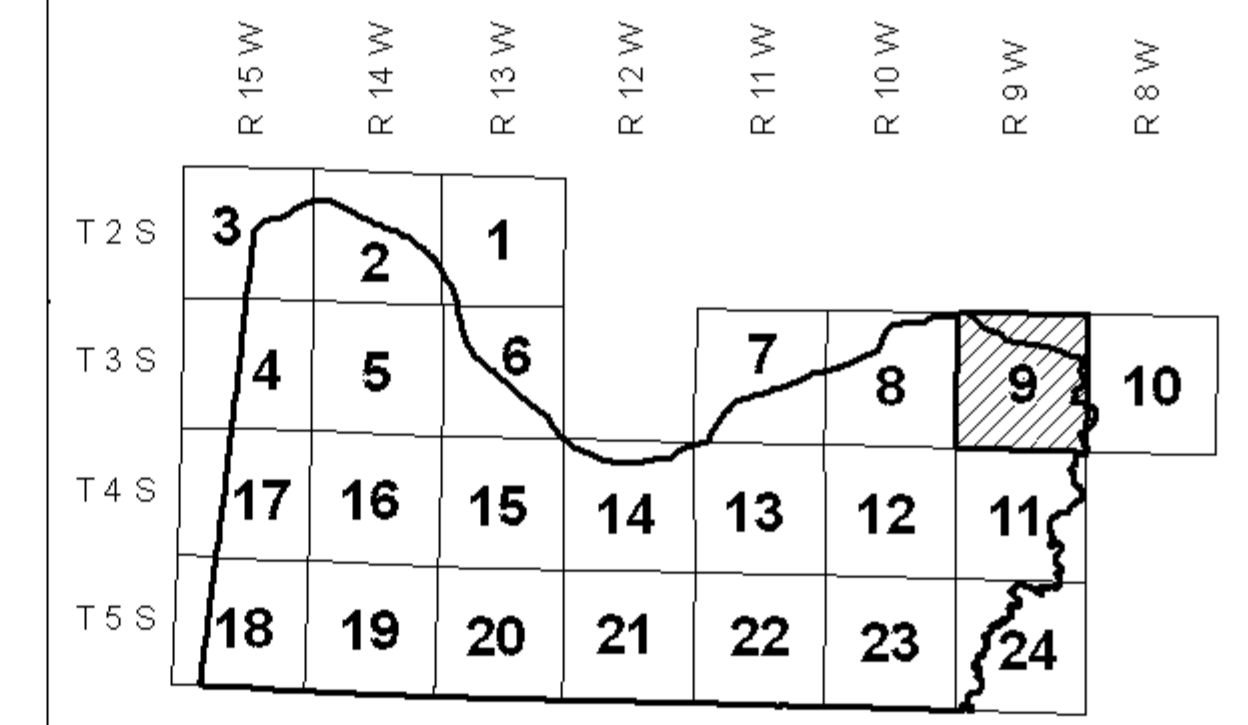 R 15 W R 14 W R 13 W R 12 W R 11 W R 10 W R 9 W R 8 W
T 2 S 3 2 1
T 3 S 4 5 6 7 8 9 10
T 4 S 17 16 15 14 13 12 11
T 5 S 18 19 20 21 22 23 24